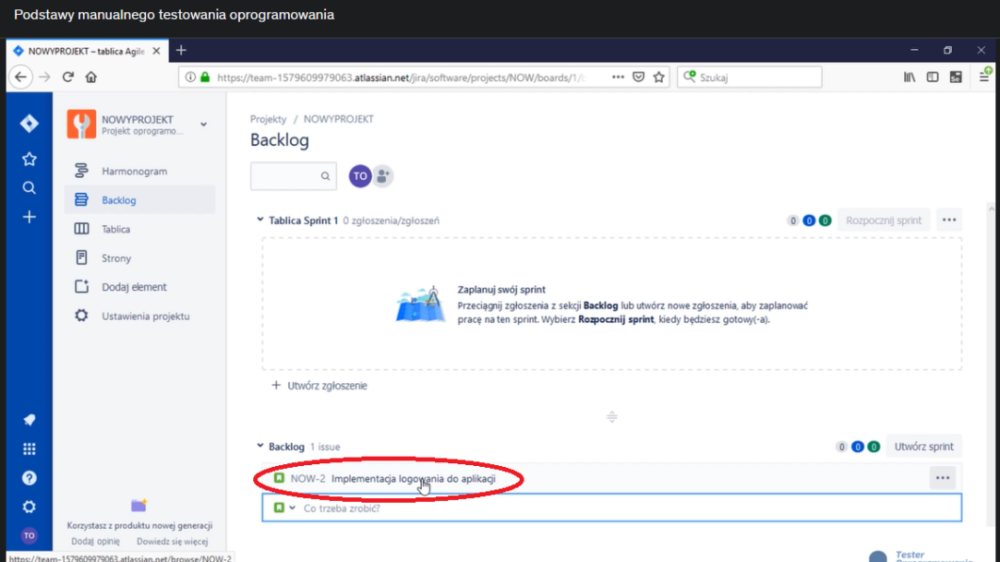 Podstawy manualnego testowania oprogramowania
NOWYPROJEKT – tablica Agile
https://team-1579609979063.atlassian.net/jira/software/projects/NOW/boards/1/
Szukaj
NOWYPROJEKT
Projekt oprogramo...
Harmonogram
Backlog
Tablica
Strony
Dodaj element
Ustawienia projektu
Korzystasz z produktu nowej generacji
Dodaj opinię Dowiedz się więcej
TO
https://team-1579609979063.atlassian.net/browse/NOW-2
Projekty / NOWYPROJEKT
Backlog
TO
Tablica Sprint 1 0 zgłoszenia/zgłoszeń
0 0 0 Rozpocznij sprint
Zaplanuj swój sprint
Przeciągnij zgłoszenia z sekcji Backlog lub utwórz nowe zgłoszenia, aby zaplanować
pracę na ten sprint. Wybierz Rozpocznij sprint, kiedy będziesz gotowy(-a).
+ Utwórz zgłoszenie
Backlog 1 issue
0 0 0 Utwórz sprint
NOW-2 Implementacja logowania do aplikacji
Co trzeba zrobić?
Tester
Oprogramowania